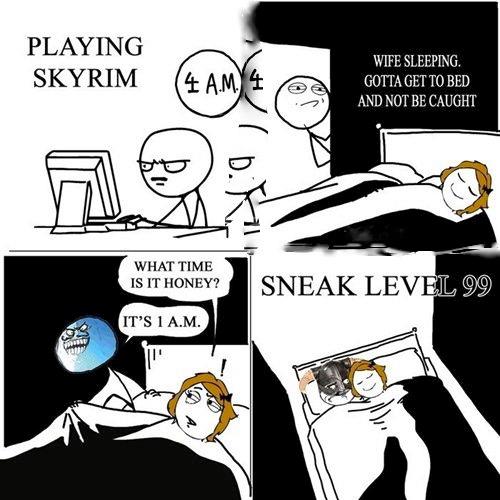 PLAYING
SKYRIM
4 A.M.
4
WIFE SLEEPING.
GOTTA GET TO BED
AND NOT BE CAUGHT
WHAT TIME
IS IT HONEY?
IT'S 1 A.M.
!
SNEAK LEVEL 99